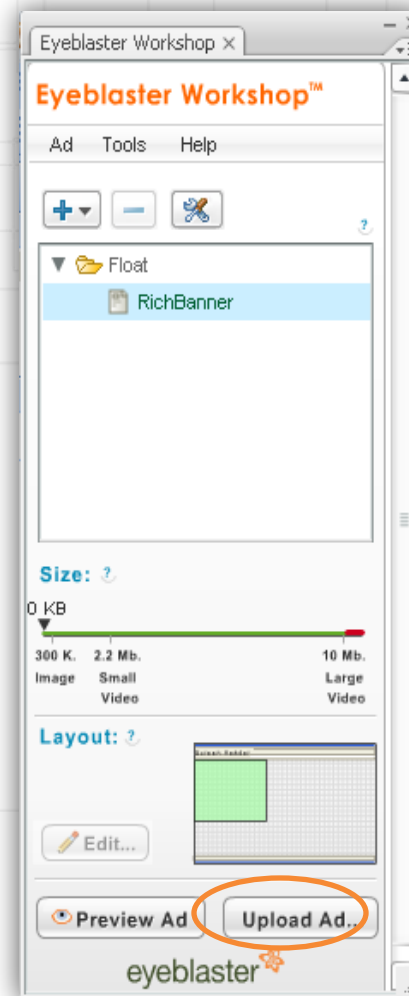 Eyeblaster Workshop ×
Eyeblaster Workshop™
Ad Tools Help
?
Float
RichBanner
Size: ?
0 KB
300 K. 2.2 Mb. 10 Mb.
Image Small Large
Video Video
Layout: ?
Edit...
Preview Ad Upload Ad..
eyeblaster